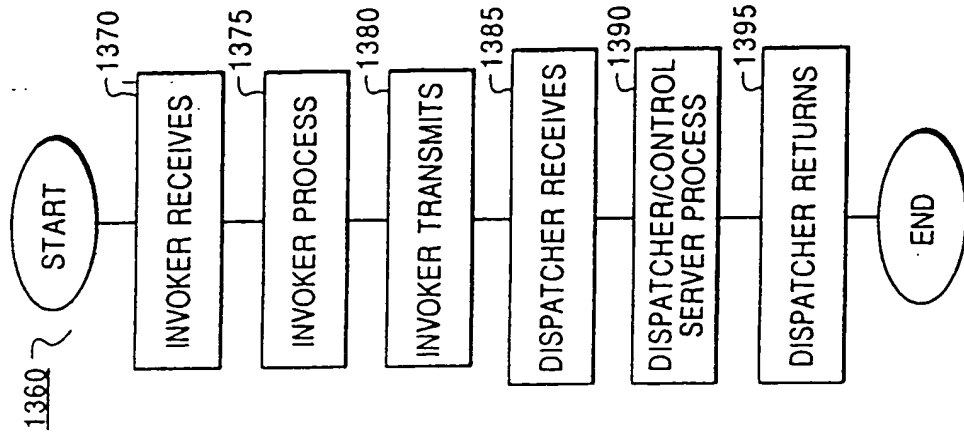 1360
START
1370
INVOKER RECEIVES
1375
INVOKER PROCESS
1380
INVOKER TRANSMITS
1385
DISPATCHER RECEIVES
1390
DISPATCHER/CONTROL
SERVER PROCESS
1395
DISPATCHER RETURNS
END